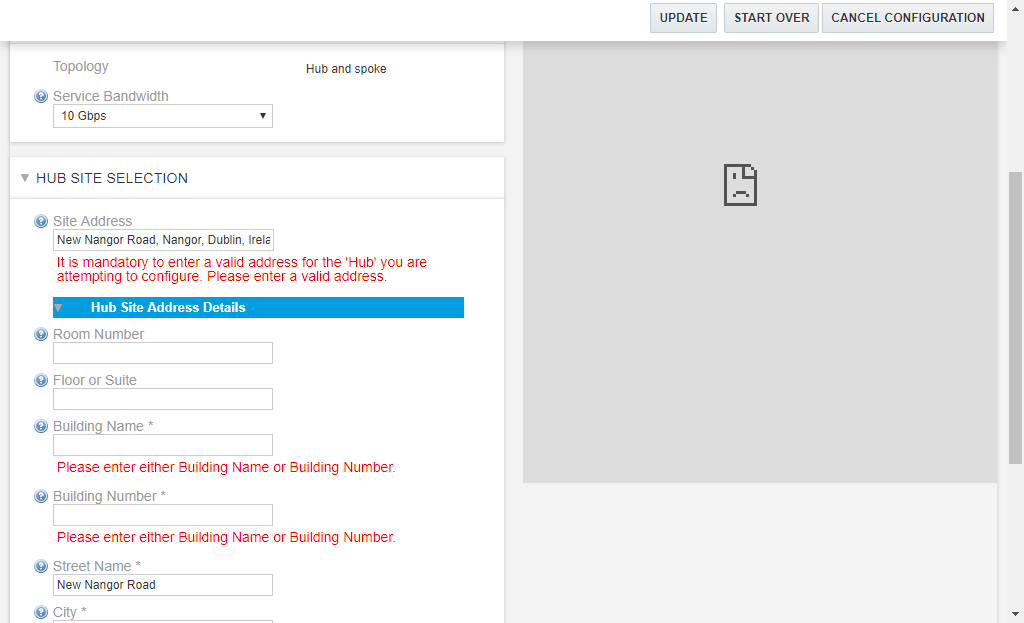 UPDATE START OVER CANCEL CONFIGURATION
Topology Hub and spoke
Service Bandwidth
10 Gbps
HUB SITE SELECTION
Site Address
New Nangor Road, Nangor, Dublin, Irela
It is mandatory to enter a valid address for the 'Hub' you are
attempting to configure. Please enter a valid address.
Hub Site Address Details
Room Number
Floor or Suite
Building Name *
Please enter either Building Name or Building Number.
Building Number *
Please enter either Building Name or Building Number.
Street Name *
New Nangor Road
City *